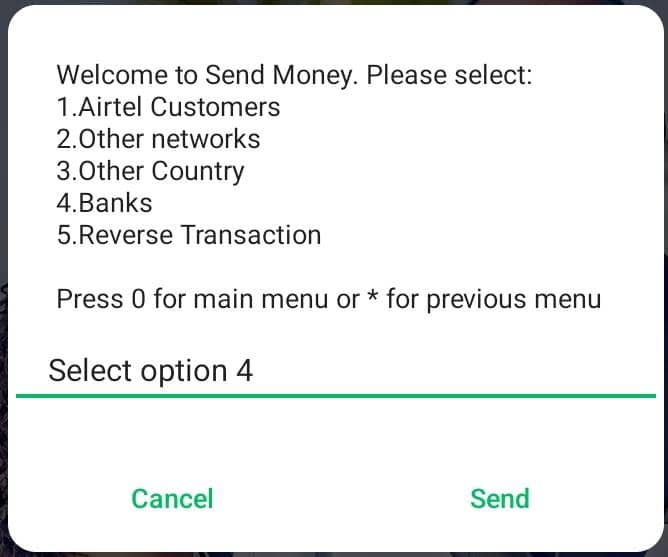 Welcome to Send Money. Please select:
1.Airtel Customers
2.Other networks
3.Other Country
4.Banks
5.Reverse Transaction
Press 0 for main menu or * for previous menu
Select option 4
Cancel Send